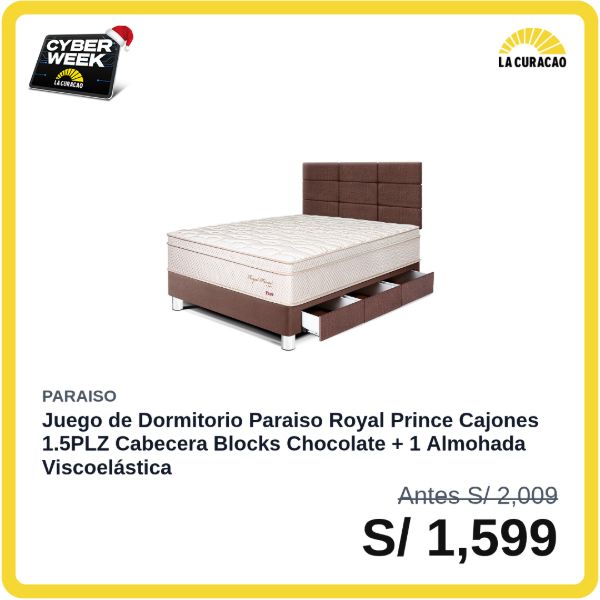 CYBER
WEEK
LA CURACAO
LA CURACAO
PARAISO
Juego de Dormitorio Paraiso Royal Prince Cajones
1.5PLZ Cabecera Blocks Chocolate + 1 Almohada
Viscoelástica
Antes S/ 2,009
S/ 1,599